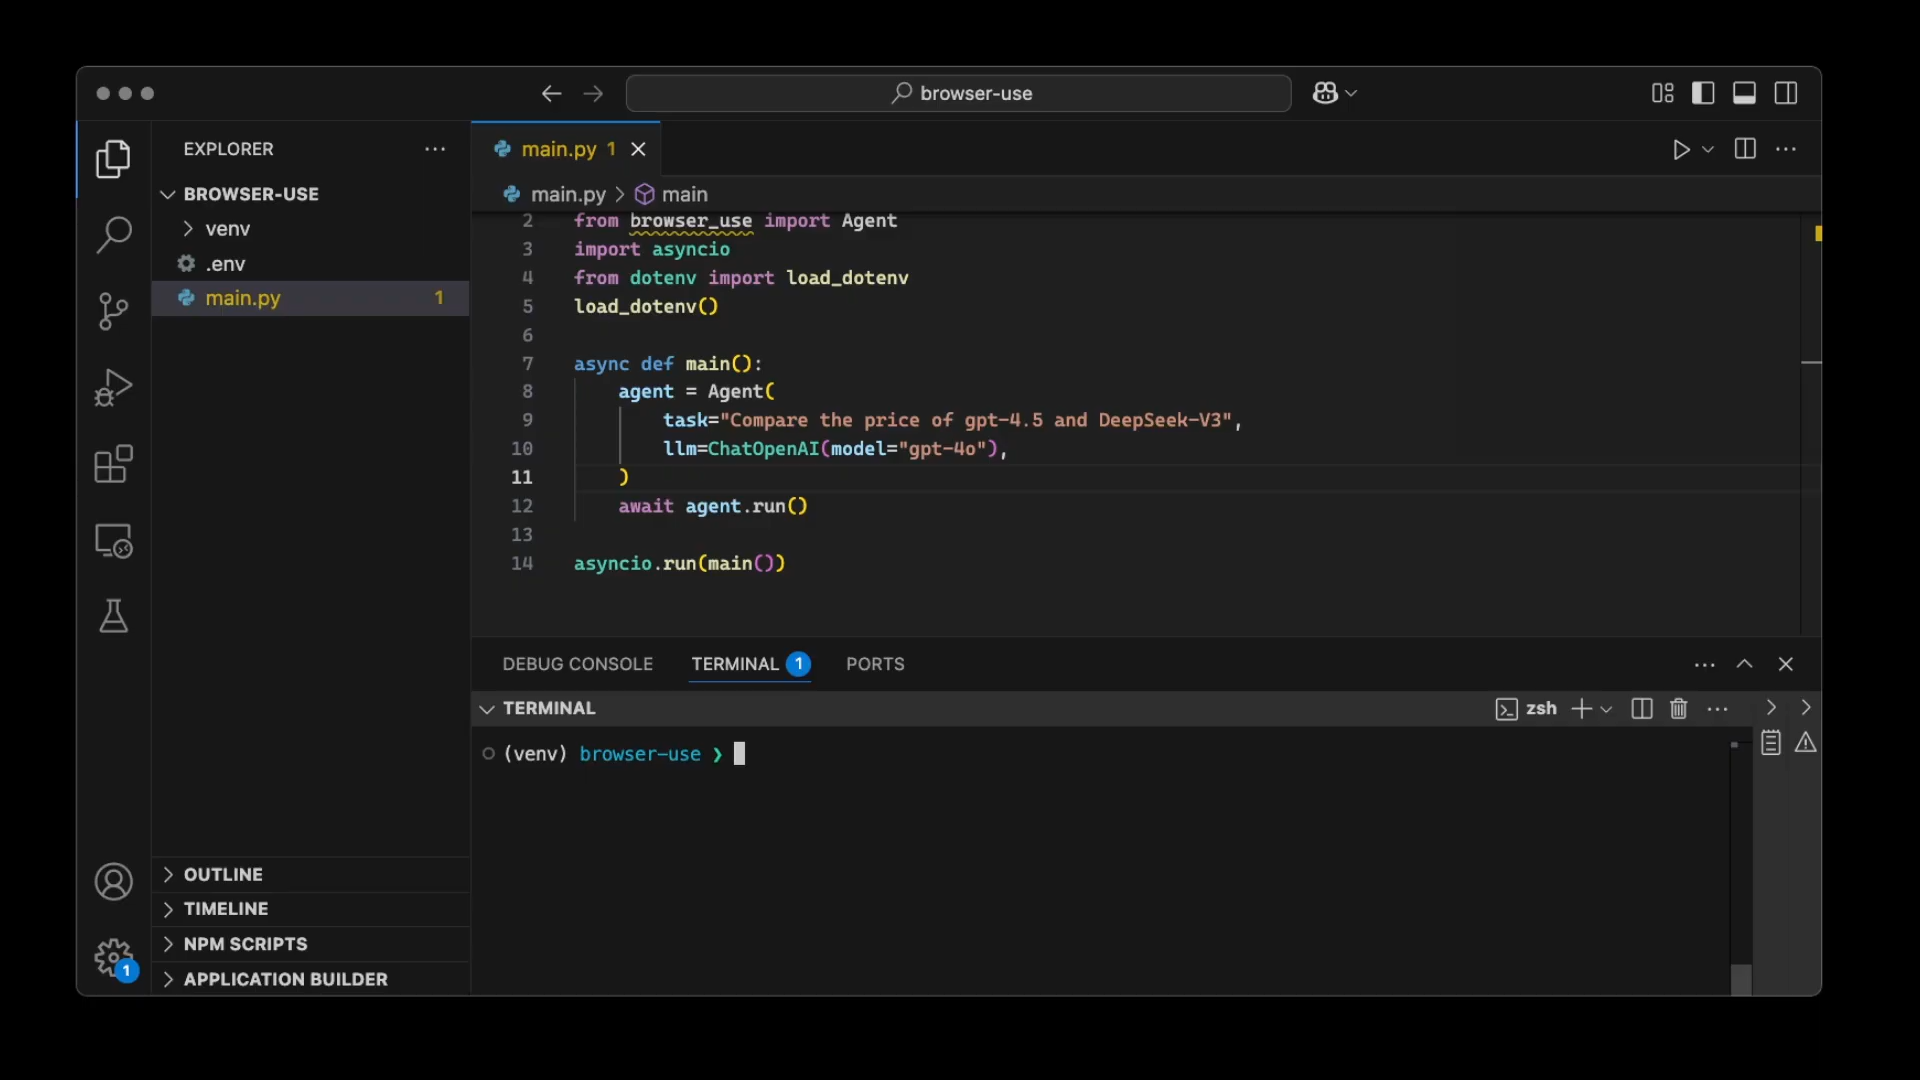 browser-use
EXPLORER
BROWSER-USE
venv
.env
main.py 1
OUTLINE
TIMELINE
NPM SCRIPTS
APPLICATION BUILDER
1
main.py 1
main.py > main
2 from browser_use import Agent
3 import asyncio
4 from dotenv import load_dotenv
5 load_dotenv()
6
7 async def main():
8 agent = Agent(
9 task="Compare the price of gpt-4.5 and DeepSeek-V3",
10 llm=ChatOpenAI(model="gpt-4o"),
11 )
12 await agent.run()
13
14 asyncio.run(main())
DEBUG CONSOLE TERMINAL 1 PORTS
TERMINAL zsh
(venv) browser-use ❯